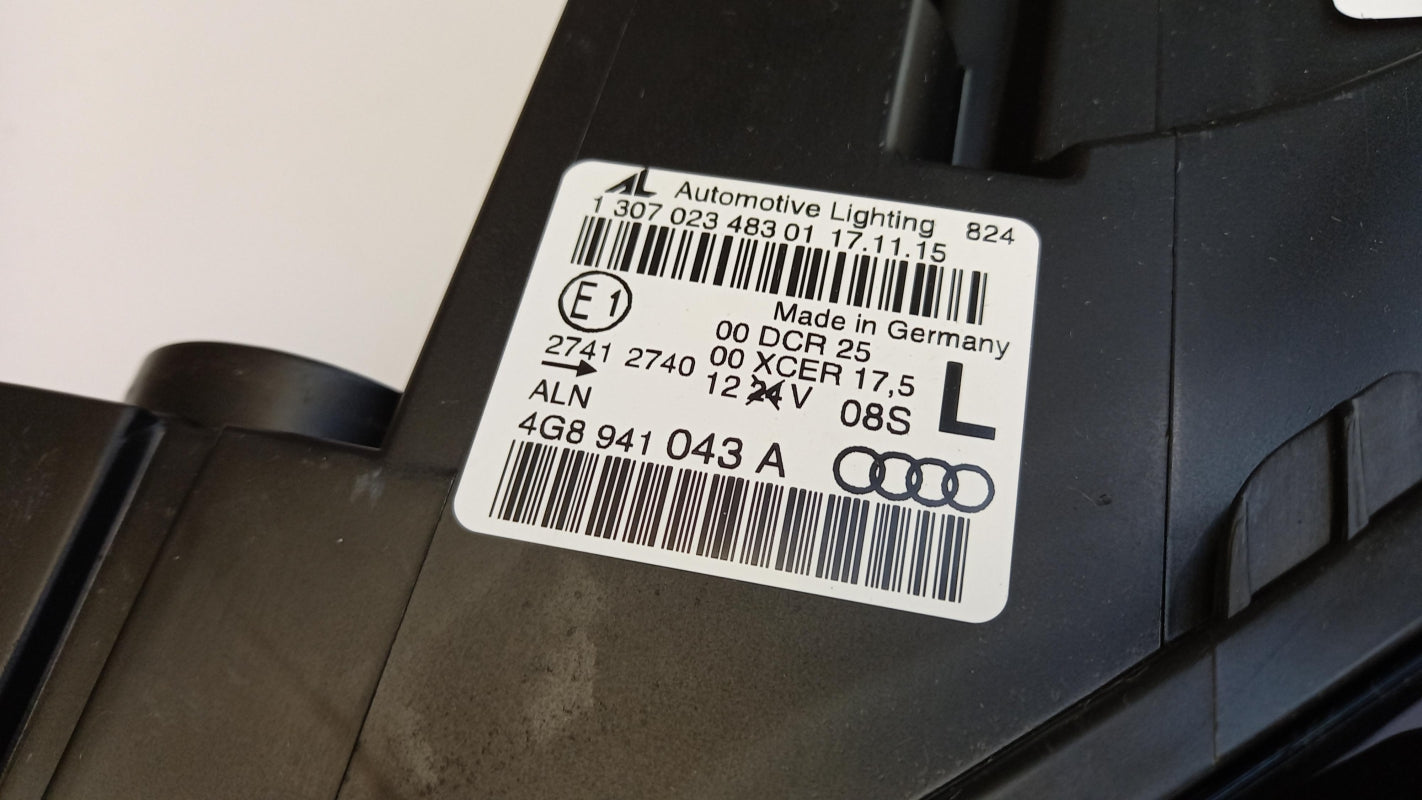 AL Automotive Lighting 824
1 307 023 483 01 17.11.15
E1 Made in Germany
00 DCR 25
2741 2740 00 XCER 17,5 L
ALN 12 24 V 08S
4G8 941 043 A